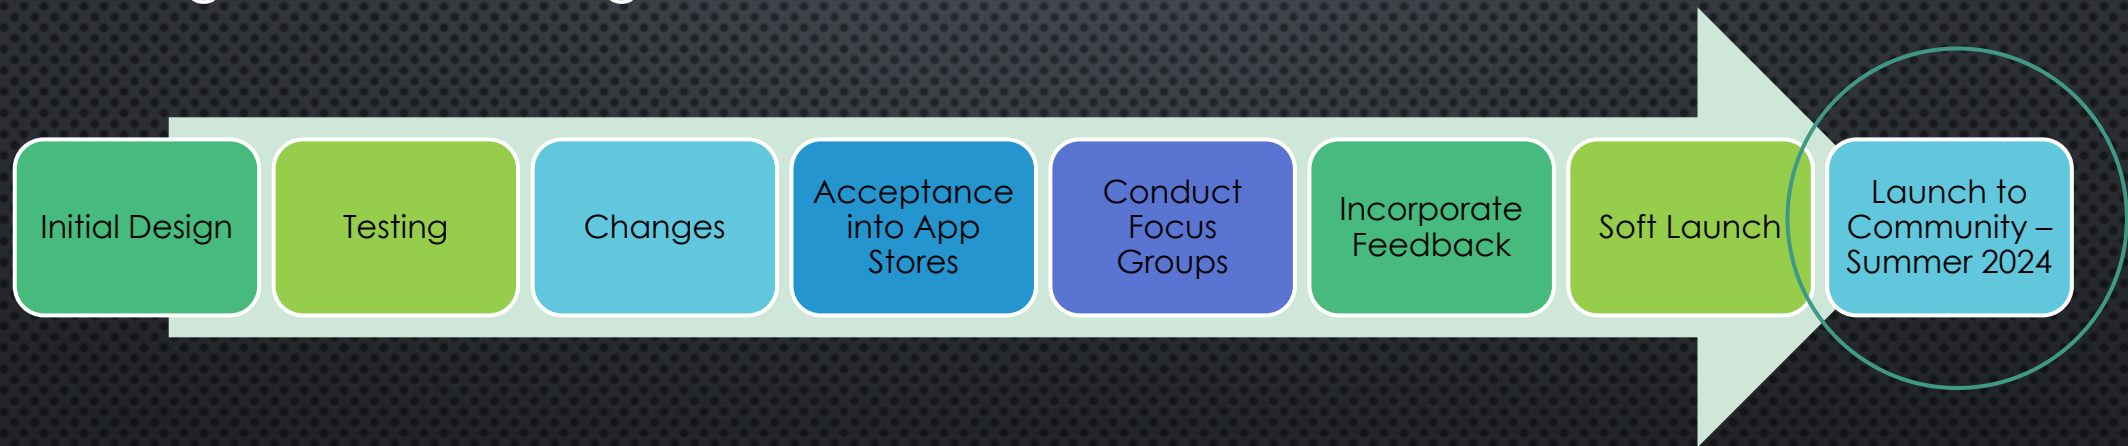 Initial Design
Testing
Changes
Acceptance
into App
Stores
Conduct
Focus
Groups
Incorporate
Feedback
Soft Launch
Launch to
Community –
Summer 2024